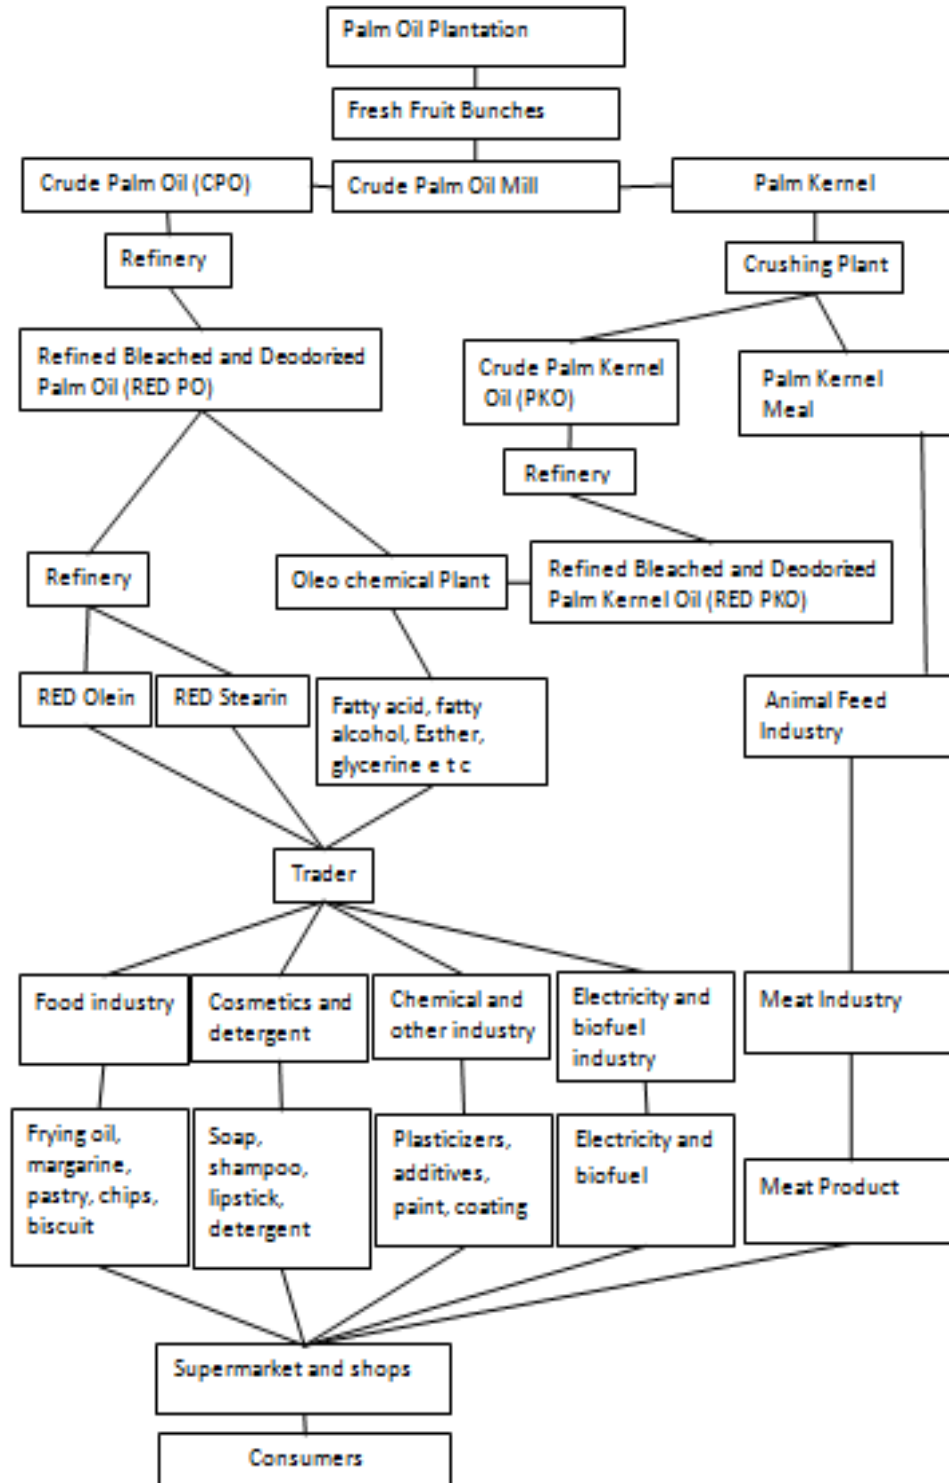 Palm Oil Plantation
Fresh Fruit Bunches
Crude Palm Oil (CPO)
Crude Palm Oil Mill
Palm Kernel
Refinery
Crushing Plant
Refined Bleached and Deodorized
Palm Oil (RED PO)
Crude Palm Kernel
Oil (PKO)
Palm Kernel
Meal
Refinery
Refinery
Oleo chemical Plant
Refined Bleached and Deodorized
Palm Kernel Oil (RED PKO)
RED Olein
RED Stearin
Fatty acid, fatty
alcohol, Esther,
glycerine e t c
Animal Feed
Industry
Trader
Food industry
Cosmetics and
detergent
Chemical and
other industry
Electricity and
biofuel
industry
Meat Industry
Frying oil,
margarine,
pastry, chips,
biscuit
Soap,
shampoo,
lipstick,
detergent
Plasticizers,
additives,
paint, coating
Electricity and
biofuel
Meat Product
Supermarket and shops
Consumers